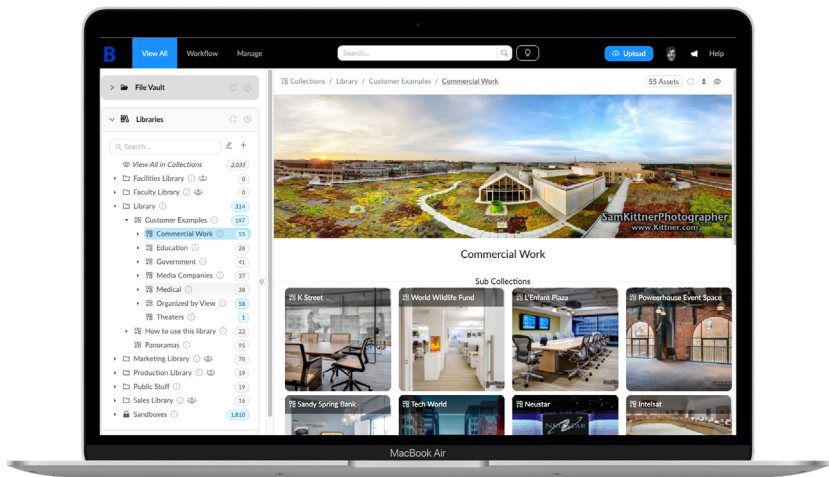 B
View All
Workflow
Manage
Search...
Upload
Help
File Vault
Libraries
Search...
View All in Collections
2,035
Facilities Library
0
Faculty Library
0
Library
314
Customer Examples
197
Commercial Work
55
Education
26
Government
41
Media Companies
37
Medical
38
Organized by View
58
Theaters
1
How to use this library
22
Panoramas
95
Marketing Library
70
Production Library
19
Public Stuff
19
Sales Library
16
Sandboxes
1,810
Collections / Library / Customer Examples / Commercial Work
55 Assets
SamKittnerPhotographer
www.Kittner.com
Commercial Work
Sub Collections
K Street
World Wildlife Fund
L'Enfant Plaza
Poweerhouse Event Space
Sandy Spring Bank
Tech World
Neustar
Intelsat
MacBook Air